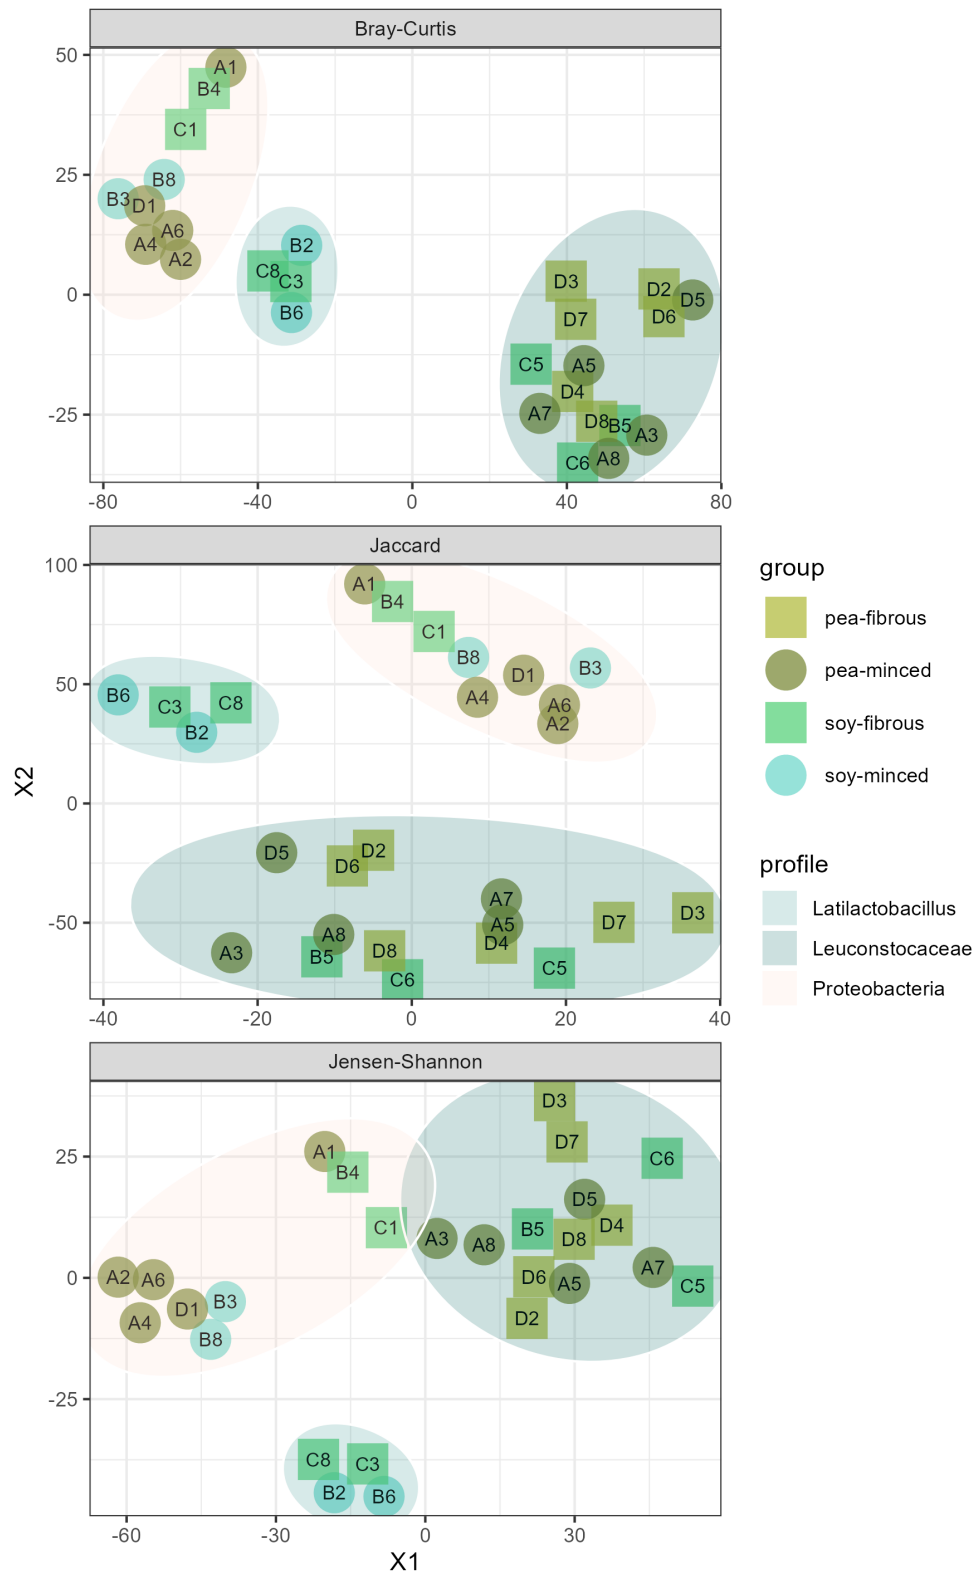 Bray-Curtis
50
25
0
-25
A1
B4
C1
B8
B3
D1
A6
A4
A2
B2
C8
C3
B6
D3
D2
D5
D7
D6
C5
A5
D4
A7
D8
B5
A3
C6
A8
-80
-40
0
40
80
Jaccard
100
50
0
-50
A1
B4
C1
B8
B3
D1
A4
A6
A2
B6
C3
C8
B2
D5
D6
D2
A7
A5
D4
D7
D3
A8
A3
B5
D8
C6
C5
-40
-20
0
20
40
X2
group
pea-fibrous
pea-minced
soy-fibrous
soy-minced
profile
Latilactobacillus
Leuconstocaceae
Proteobacteria
Jensen-Shannon
25
0
-25
D3
D7
A1
B4
C6
D5
C1
B5
D4
A3
A8
D8
A2
A6
D6
A5
A7
C5
B3
D1
A4
B8
D2
C8
C3
B2
B6
-60
-30
0
30
X1